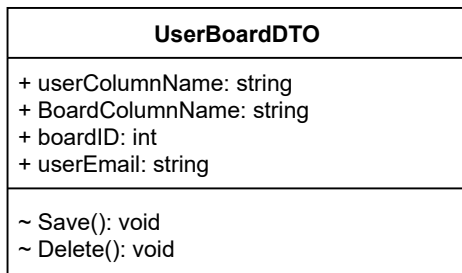 UserBoardDTO
+ userColumnName: string
+ BoardColumnName: string
+ boardID: int
+ userEmail: string
~ Save(): void
~ Delete(): void